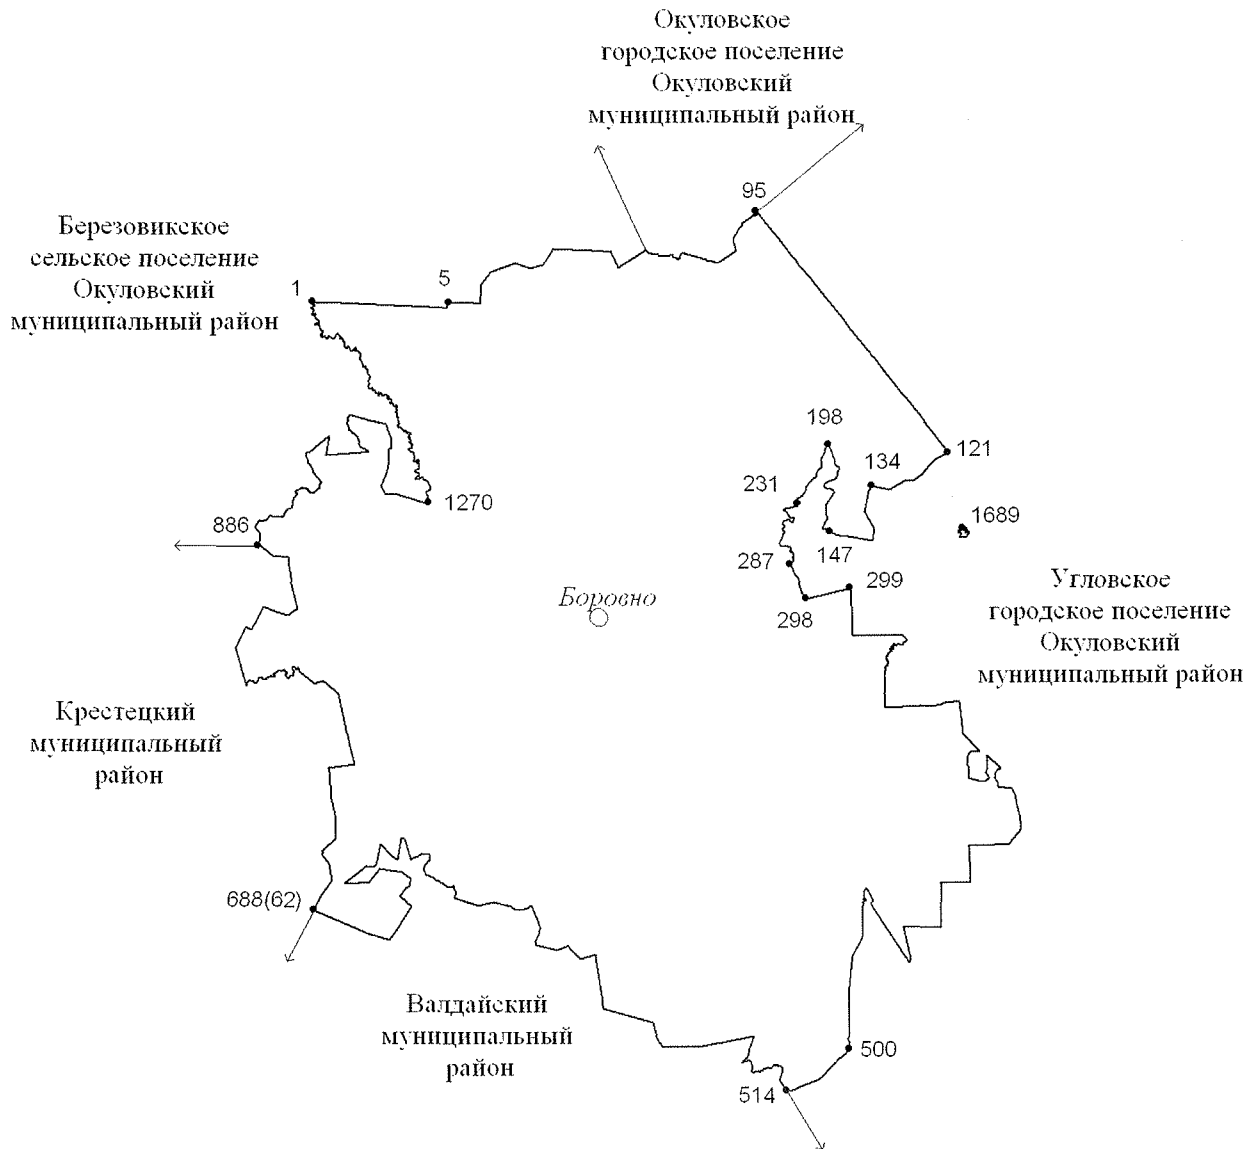 Окуловское
городское поселение
Окуловский
муниципальный район
95
Березовикское
сельское поселение
Окуловский
муниципальный район
1
5
198
134
121
231
1270
1689
886
147
287
299
298
Боровно
Угловское
городское поселение
Окуловский
муниципальный район
Крестецкий
муниципальный
район
688(62)
Валдайский
муниципальный
район
500
514